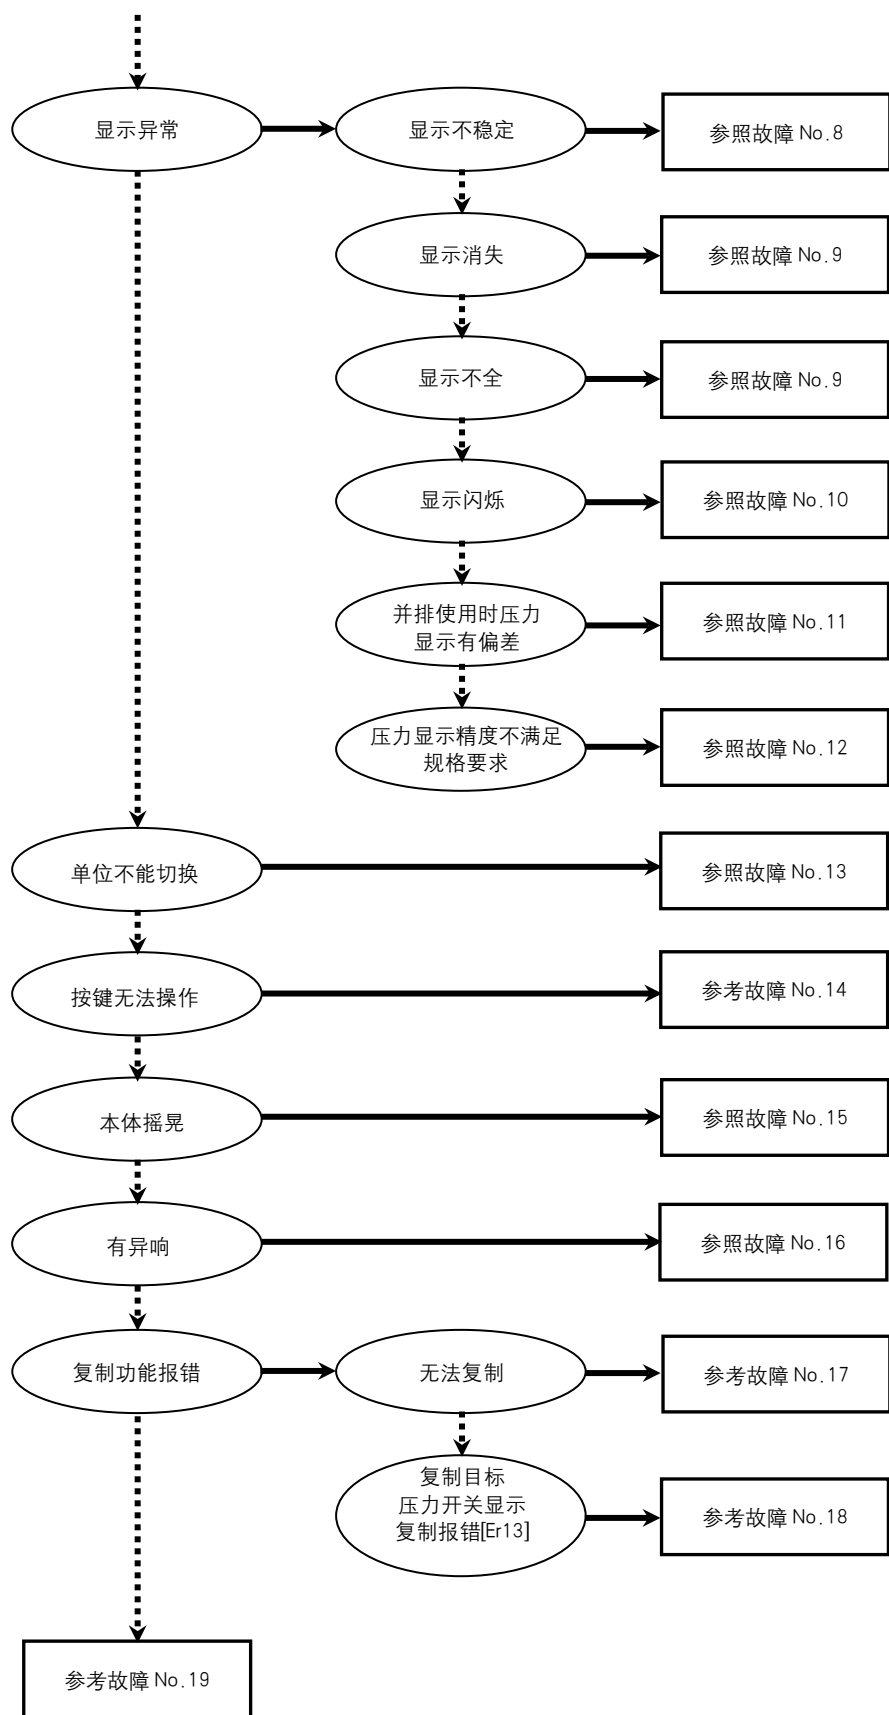 显示异常
显示不稳定
参照故障 No.8
显示消失
参照故障 No.9
显示不全
参照故障 No.9
显示闪烁
参照故障 No.10
并排使用时压力
显示有偏差
参照故障 No.11
压力显示精度不满足
规格要求
参照故障 No.12
单位不能切换
参照故障 No.13
按键无法操作
参考故障 No.14
本体摇晃
参照故障 No.15
有异响
参照故障 No.16
复制功能报错
无法复制
参考故障 No.17
复制目标
压力开关显示
复制报错[Er13]
参考故障 No.18
参考故障 No.19